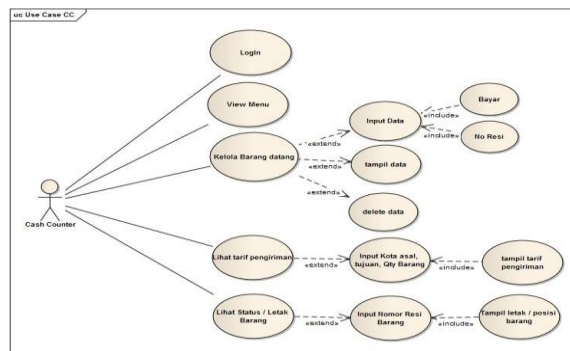 uc Use Case CC
LogIn
View Menu
Kelola Barang datang
Cash Counter
Input Data
Bayar
No Resi
«include»
«include»
«extend»
«extend»
«extend»
tampil data
delete data
Lihat tarif pengiriman
«extend»
Input Kota asal,
tujuan, Qty Barang
«include»
tampil tarif
pengiriman
Lihat Status / Letak
Barang
«extend»
Input Nomor Resi
Barang
«include»
Tampil letak / posisi
barang